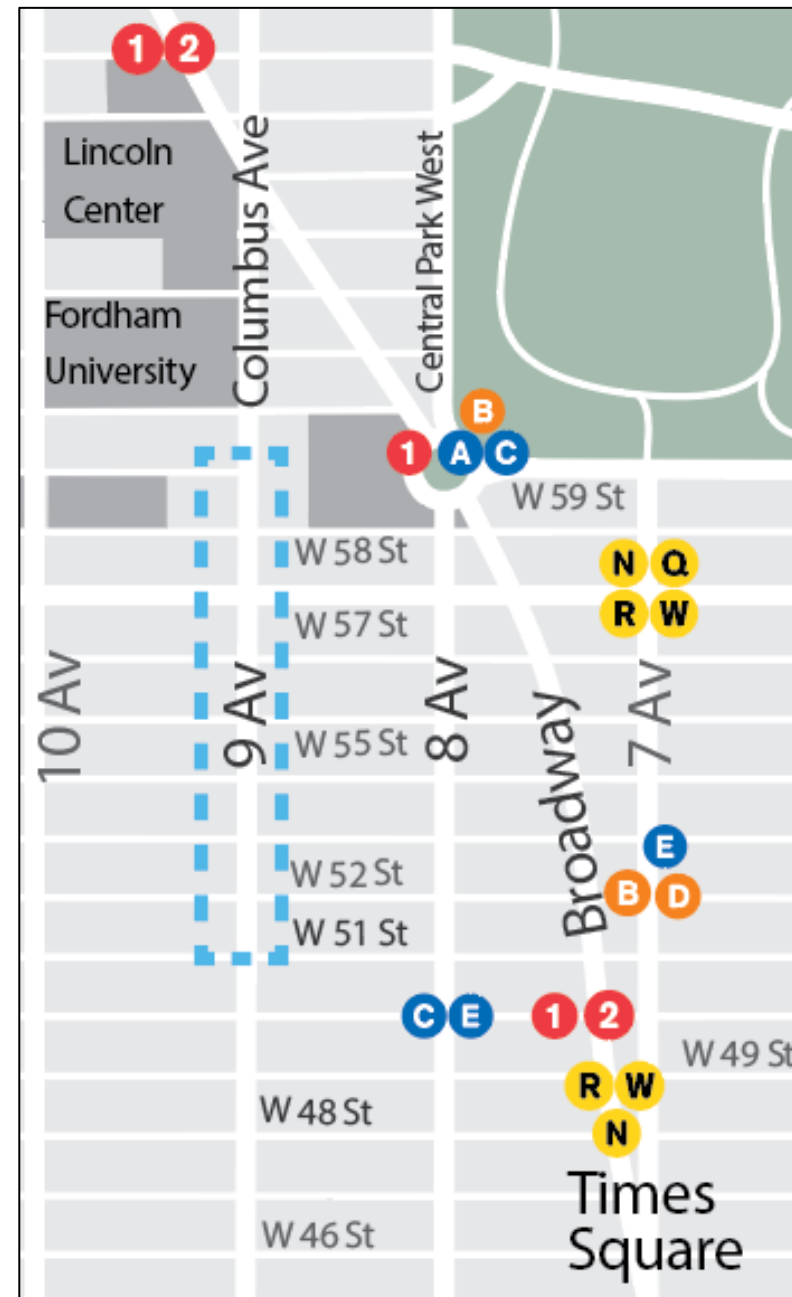 1 2
Lincoln
Center
Columbus Ave
Central Park West
Fordham
University
B
1 A C
W 59 St
W 58 St
N Q
R W
W 57 St
10 Av
9 Av
8 Av
7 Av
W 55 St
Broadway
E
W 52 St
B D
W 51 St
C E
1 2
W 49 St
R W
N
W 48 St
Times
Square
W 46 St